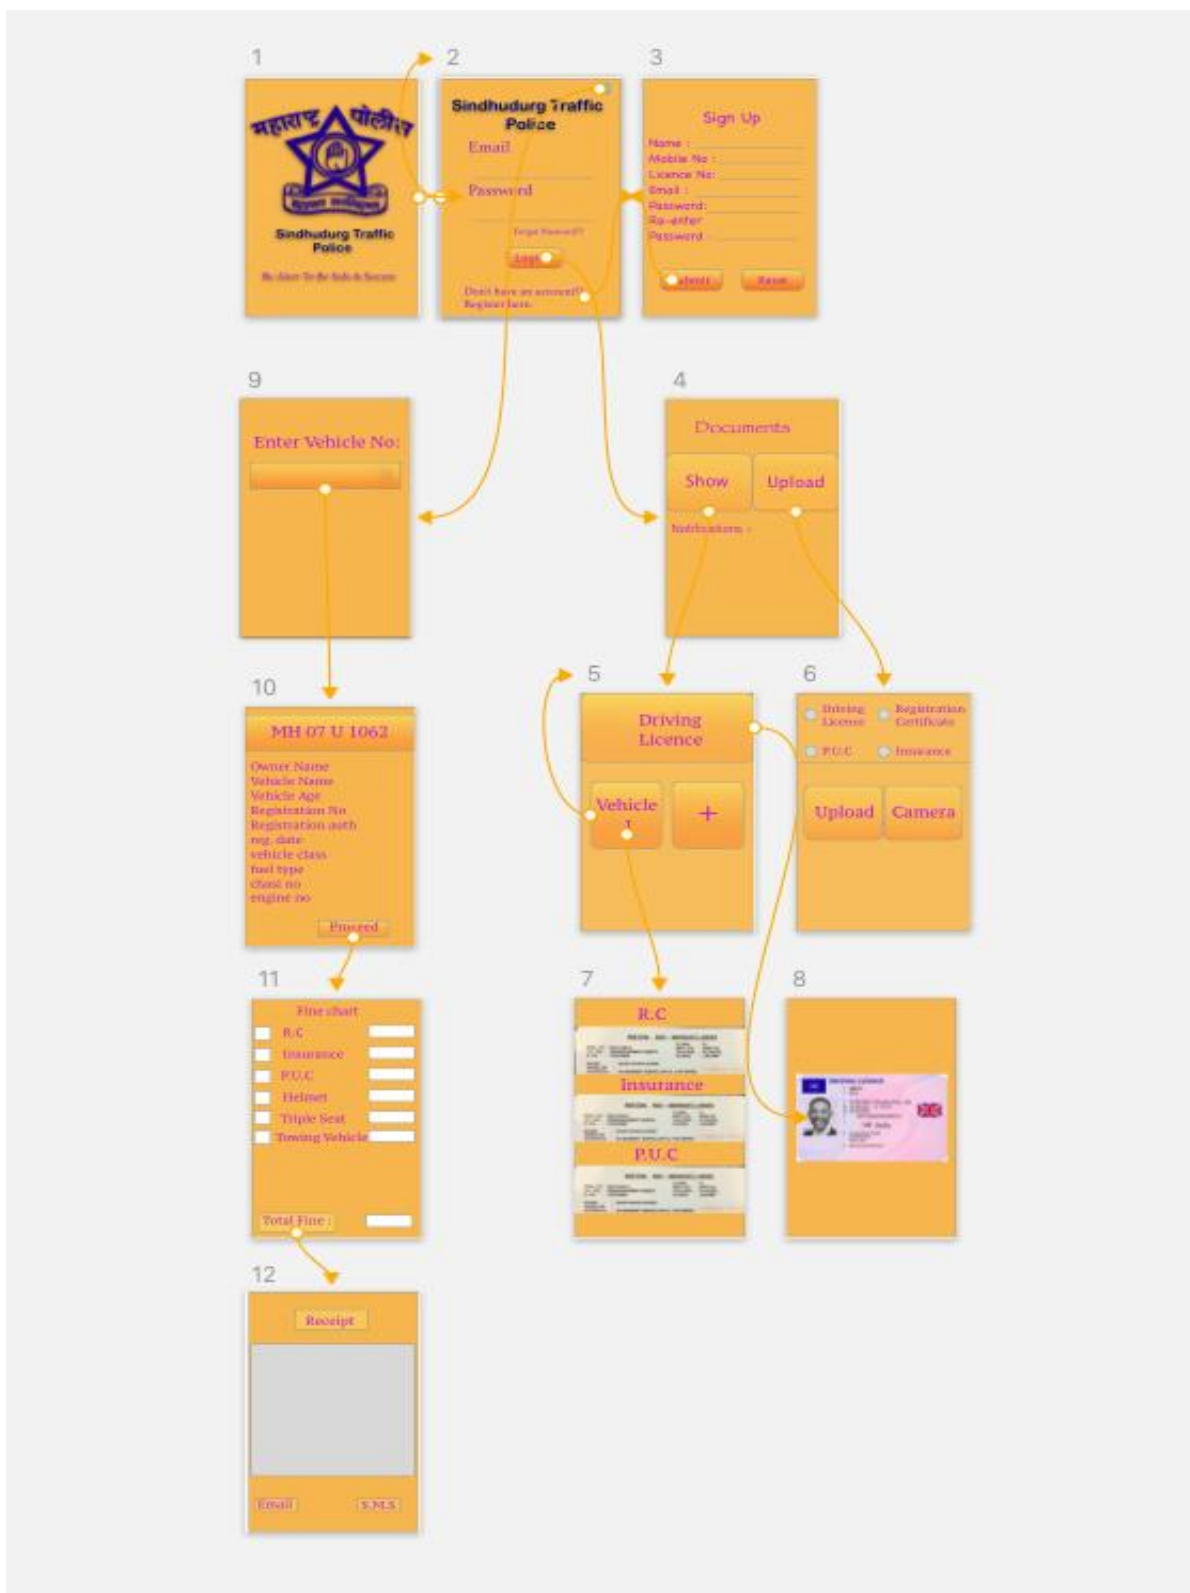 1
महाराष्ट्र पोलीस
Sindhudurg Traffic
Police
2
Sindhudurg Traffic
Police
Email
Password
Forgot Password??
Login
Don't have an account??
Register here.
3
Sign Up
Name :
Mobile No :
Licence No:
Email :
Password:
Re-enter
Password :
Submit
Reset
9
Enter Vehicle No:
4
Documents
Show
Upload
Notifications :
10
MH 07 U 1062
Owner Name
Vehicle Name
Vehicle Age
Registration No
Registration auth
reg. date
vehicle class
fuel type
chasi no
engine no
Proceed
5
Driving
Licence
Vehicle
1
+
6
Driving
License
Registration
Certificate
P.U.C
Insurance
Upload
Camera
11
Fine chart
R.C
Insurance
P.U.C
Helmet
Triple Seat
Towing Vehicle
Total Fine :
7
R.C
Insurance
P.U.C
8
DRIVING LICENCE
12
Receipt
Email
S.M.S